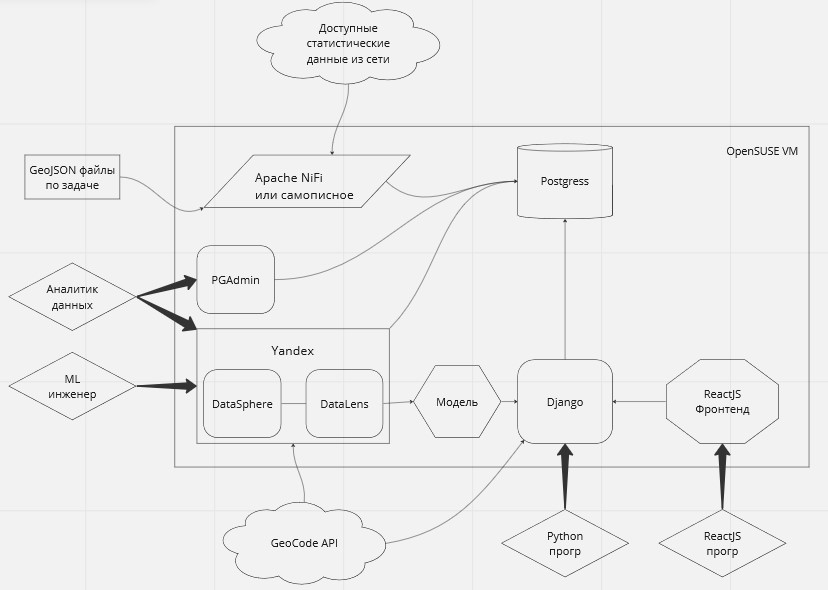 Доступные
статистические
данные из сети
OpenSUSE VM
GeoJSON файлы
по задаче
Apache NiFi
или самописное
Postgress
PGAdmin
Аналитик
данных
Yandex
ML
инженер
DataSphere
DataLens
Модель
Django
ReactJS
Фронтенд
GeoCode API
Python
прогр
ReactJS
прогр